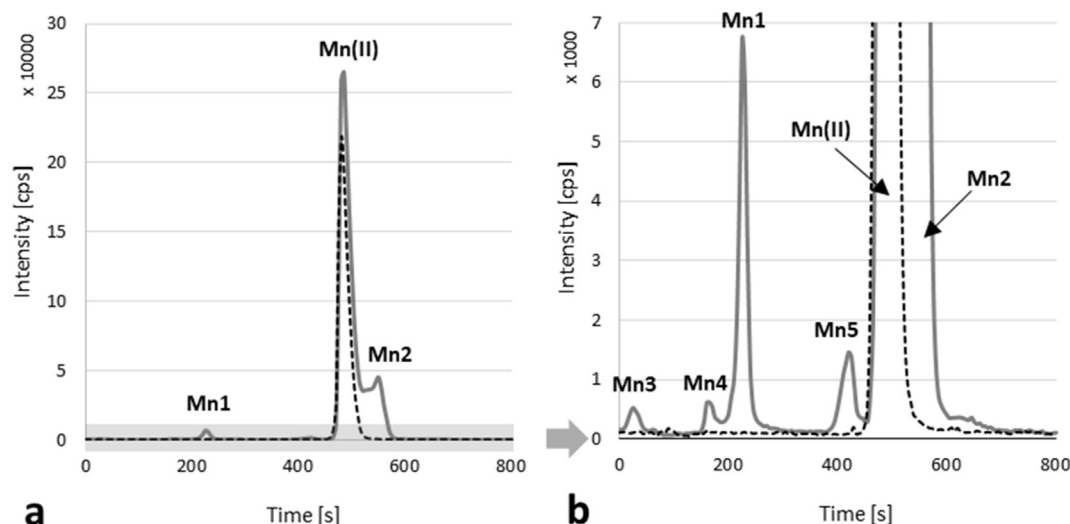 x 10000
Intensity [cps]
30
25
20
15
10
5
0
Mn(II)
Mn2
Mn1
0
200
400
600
800
Time [s]
a
x 1000
Intensity [cps]
7
6
5
4
3
2
1
0
Mn1
Mn(II)
Mn2
Mn5
Mn3
Mn4
0
200
400
600
800
Time [s]
b